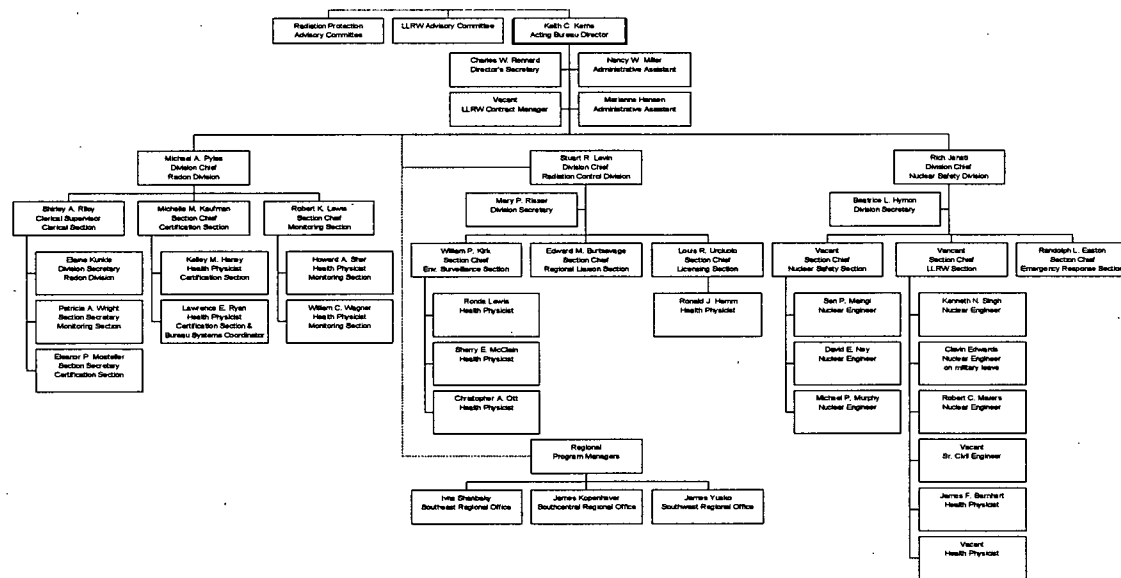 Radiation Protection
Advisory Committee
LLRW Advisory Committee
Keith C. Kerns
Acting Bureau Director
Charles W. Rennard
Director's Secretary
Nancy W. Miller
Administrative Assistant
Vacant
LLRW Contract Manager
Marianne Hansen
Administrative Assistant
Michael A. Pyles
Division Chief
Radon Division
Stuart R. Levin
Division Chief
Radiation Control Division
Rich Janati
Division Chief
Nuclear Safety Division
Shirley A. Riley
Clerical Supervisor
Clerical Section
Michelle M. Kaufman
Section Chief
Certification Section
Robert K. Lewis
Section Chief
Monitoring Section
Mary P. Risser
Division Secretary
Beatrice L. Hymon
Division Secretary
Elaine Kunkle
Division Secretary
Radon Division
Kelley M. Haney
Health Physicist
Certification Section
Howard A. Sher
Health Physicist
Monitoring Section
Patricia A. Wright
Section Secretary
Monitoring Section
Lawrence E. Ryan
Health Physicist
Certification Section &
Bureau Systems Coordinator
Willem C. Wagner
Health Physicist
Monitoring Section
Eleanor P. Mosteller
Section Secretary
Certification Section
William P. Kirk
Section Chief
Env. Surveillance Section
Edward M. Burtsavage
Section Chief
Regional Liaison Section
Louis R. Urciuolo
Section Chief
Licensing Section
Ronda Lewis
Health Physicist
Ronald J. Hamm
Health Physicist
Sherry E. McClain
Health Physicist
Christopher A. Ott
Health Physicist
Vacant
Section Chief
Nuclear Safety Section
Vancant
Section Chief
LLRW Section
Randolph L. Easton
Section Chief
Emergency Response Section
Sen P. Maingi
Nuclear Engineer
Kenneth N. Singh
Nuclear Engineer
David E. Ney
Nuclear Engineer
Clavin Edwards
Nuclear Engineer
on military leave
Michael P. Murphy
Nuclear Engineer
Robert C. Maiers
Nuclear Engineer
Vacant
Sr. Civil Engineer
James F. Barnhart
Health Physicist
Vacant
Health Physicist
Regional
Program Managers
Ivna Shanbaky
Southeast Regional Office
James Kopenhaver
Southcentral Regional Office
James Yusko
Southwest Regional Office